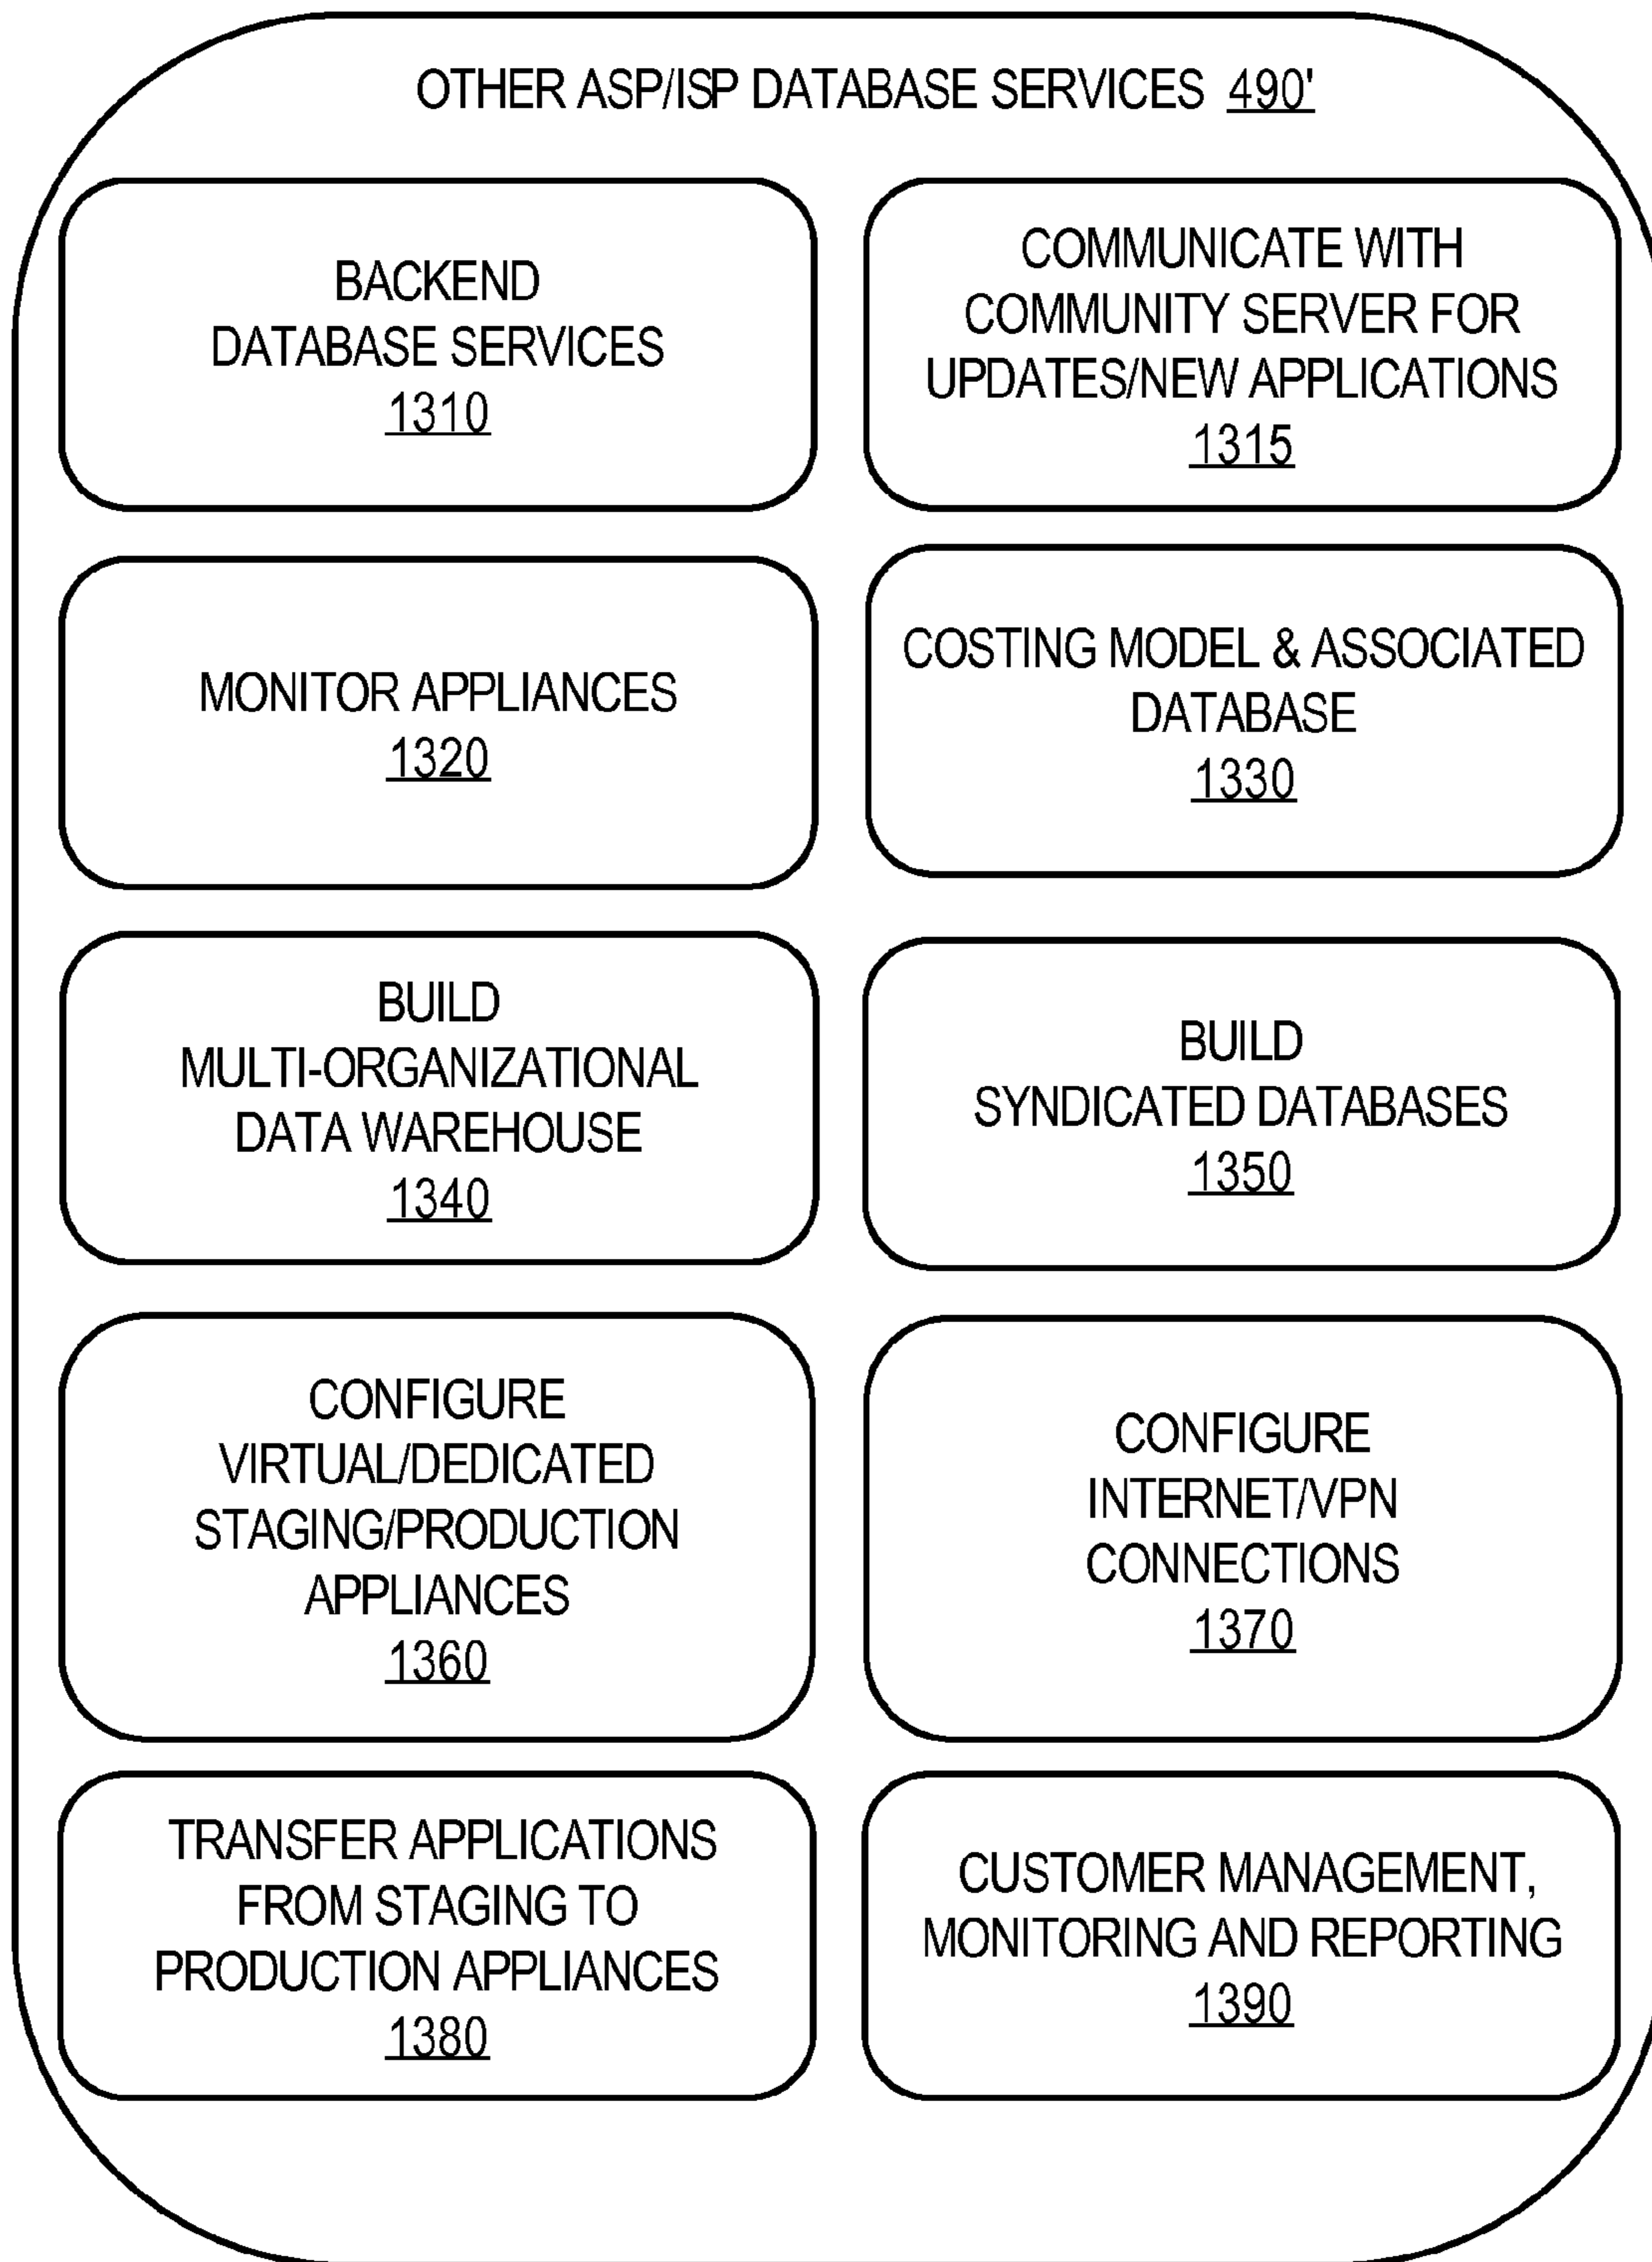 OTHER ASP/ISP DATABASE SERVICES 490'
BACKEND
DATABASE SERVICES
1310
COMMUNICATE WITH
COMMUNITY SERVER FOR
UPDATES/NEW APPLICATIONS
1315
MONITOR APPLIANCES
1320
COSTING MODEL & ASSOCIATED
DATABASE
1330
BUILD
MULTI-ORGANIZATIONAL
DATA WAREHOUSE
1340
BUILD
SYNDICATED DATABASES
1350
CONFIGURE
VIRTUAL/DEDICATED
STAGING/PRODUCTION
APPLIANCES
1360
CONFIGURE
INTERNET/VPN
CONNECTIONS
1370
TRANSFER APPLICATIONS
FROM STAGING TO
PRODUCTION APPLIANCES
1380
CUSTOMER MANAGEMENT,
MONITORING AND REPORTING
1390